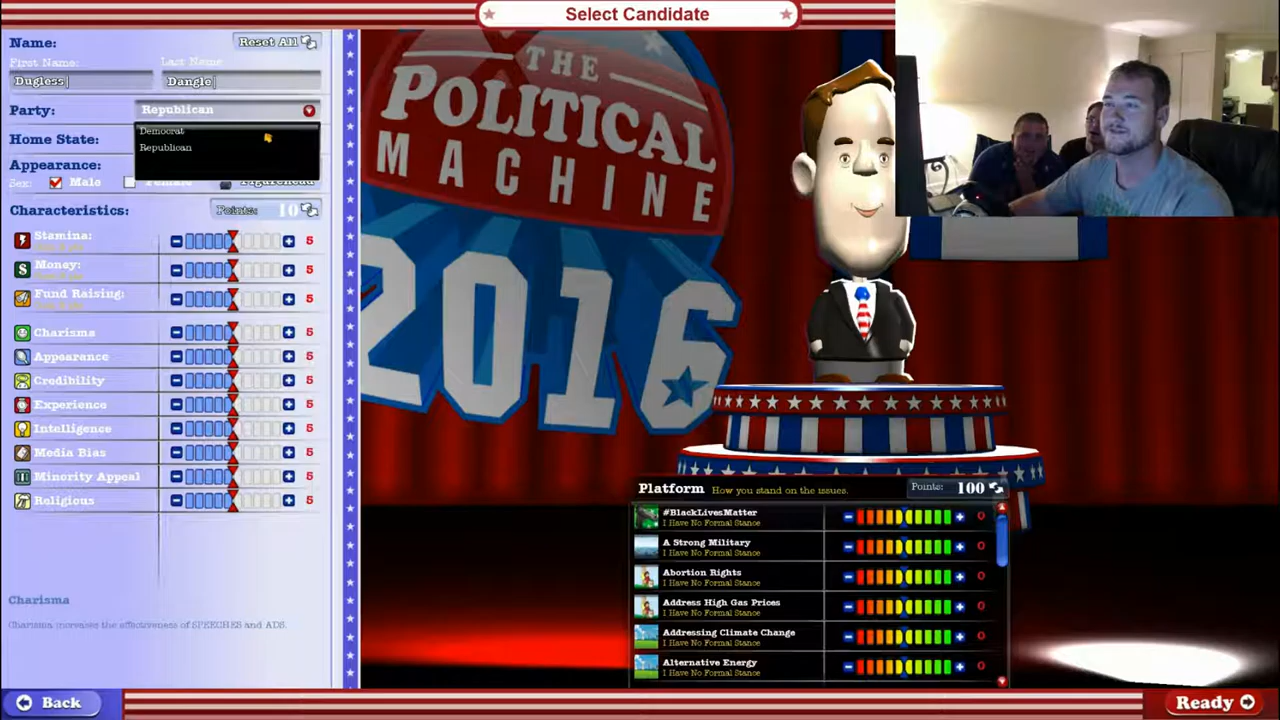 Select Candidate
Name:
Reset All
First Name:
Last Name
Dugless
Dangle
Party:
Republican
Democrat
Republican
Home State:
Appearance:
Sex:
Male
Female
Figurehead
Characteristics:
Points: 10
Stamina:
5
Money:
5
Fund Raising:
5
Charisma
5
Appearance
5
Credibility
5
Experience
5
Intelligence
5
Media Bias
5
Minority Appeal
5
Religious
5
Charisma
Charisma increases the effectiveness of SPEECHES and ADS.
THE
POLITICAL
MACHINE
2016
Platform
How you stand on the issues.
Points: 100
#BlackLivesMatter
I Have No Formal Stance
0
A Strong Military
I Have No Formal Stance
0
Abortion Rights
I Have No Formal Stance
0
Address High Gas Prices
I Have No Formal Stance
0
Addressing Climate Change
I Have No Formal Stance
0
Alternative Energy
I Have No Formal Stance
0
Back
Ready